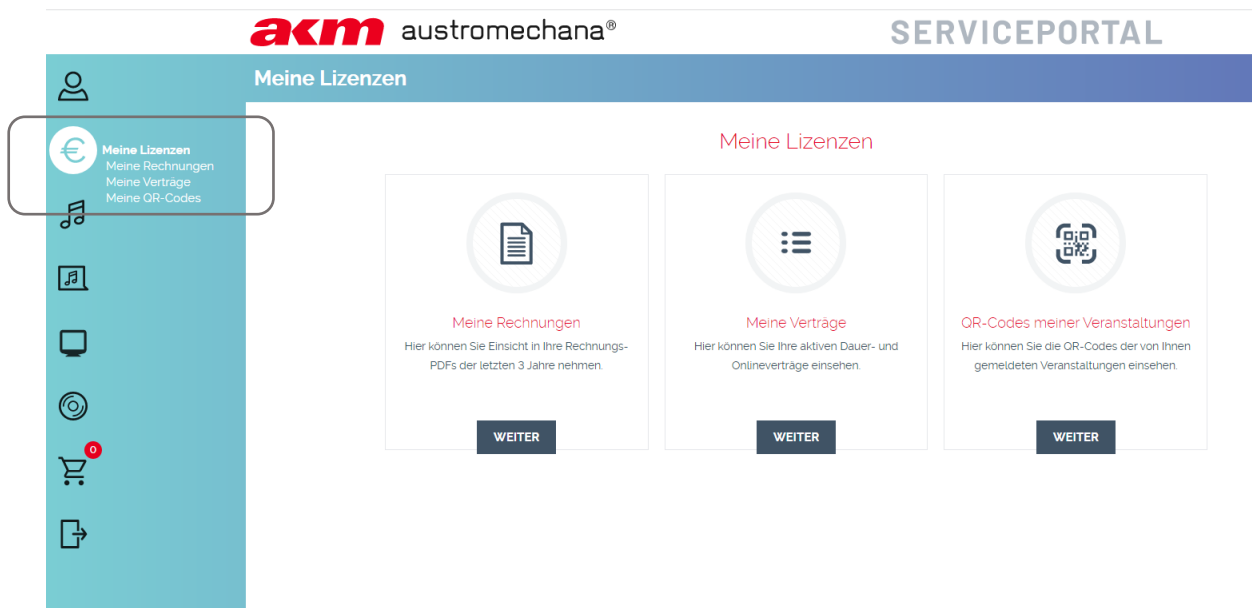 akm austromechana®
SERVICEPORTAL
Meine Lizenzen
€
Meine Lizenzen
Meine Rechnungen
Meine Verträge
Meine QR-Codes
0
Meine Lizenzen
Meine Rechnungen
Hier können Sie Einsicht in Ihre Rechnungs-
PDFs der letzten 3 Jahre nehmen.
WEITER
Meine Verträge
Hier können Sie Ihre aktiven Dauer- und
Onlineverträge einsehen.
WEITER
QR-Codes meiner Veranstaltungen
Hier können Sie die QR-Codes der von Ihnen
gemeldeten Veranstaltungen einsehen.
WEITER